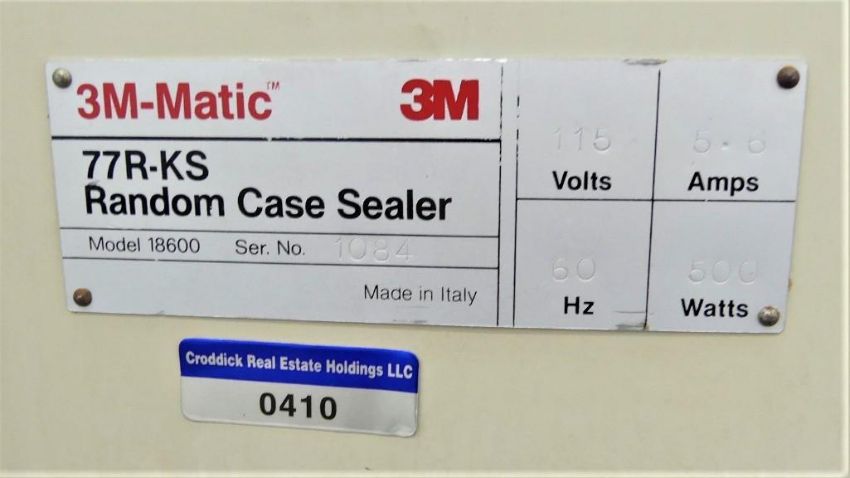 3M-Matic™ 3M
77R-KS
Random Case Sealer
Model 18600 Ser. No. 1084
Made in Italy
115 Volts
5.6 Amps
60 Hz
500 Watts
Croddick Real Estate Holdings LLC
0410